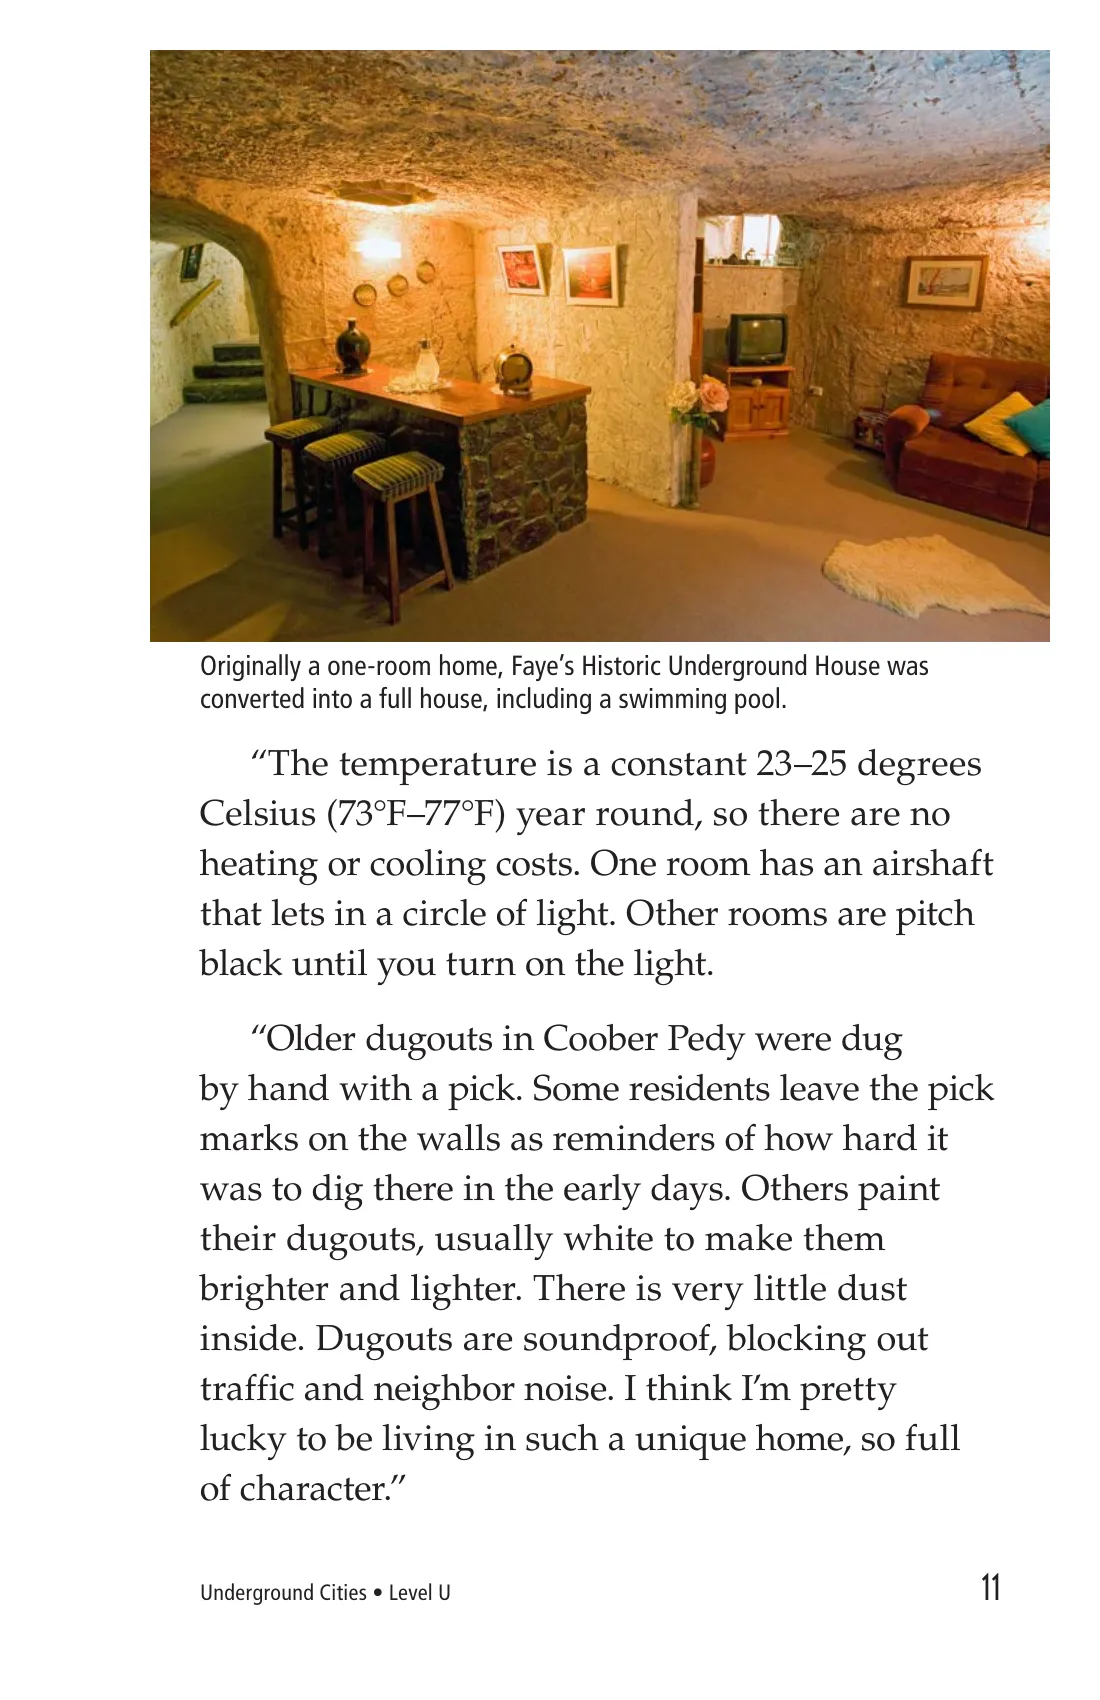 Originally a one-room home, Faye’s Historic Underground House was
converted into a full house, including a swimming pool.
“The temperature is a constant 23–25 degrees
Celsius (73°F–77°F) year round, so there are no
heating or cooling costs. One room has an airshaft
that lets in a circle of light. Other rooms are pitch
black until you turn on the light.
“Older dugouts in Coober Pedy were dug
by hand with a pick. Some residents leave the pick
marks on the walls as reminders of how hard it
was to dig there in the early days. Others paint
their dugouts, usually white to make them
brighter and lighter. There is very little dust
inside. Dugouts are soundproof, blocking out
traffic and neighbor noise. I think I’m pretty
lucky to be living in such a unique home, so full
of character.”
Underground Cities • Level U
11